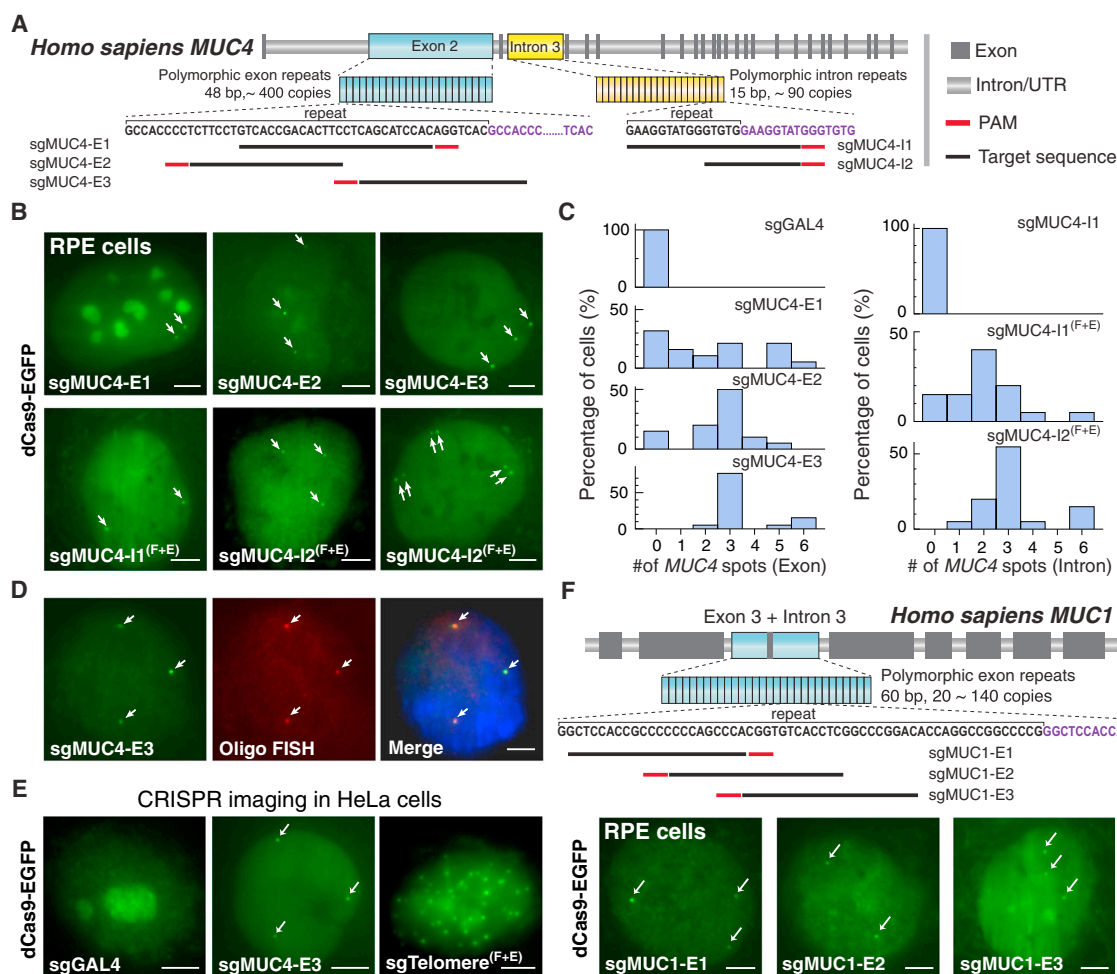 A
Homo sapiens MUC4
Exon 2
Intron 3
Polymorphic exon repeats
48 bp,~ 400 copies
Polymorphic intron repeats
15 bp, ~ 90 copies
repeat
GCCACCCCTCTTCCTGTCACCGACACTTCCTCAGCATCCACAGGTCACGCCACCC......TCAC
sgMUC4-E1
sgMUC4-E2
sgMUC4-E3
repeat
GAAGGTATGGGTGTGGAAGGTATGGGTGTG
sgMUC4-I1
sgMUC4-I2
Exon
Intron/UTR
PAM
Target sequence
B
dCas9-EGFP
RPE cells
sgMUC4-E1
sgMUC4-E2
sgMUC4-E3
sgMUC4-I1(F+E)
sgMUC4-I2(F+E)
sgMUC4-I2(F+E)
C
Percentage of cells (%)
sgGAL4
100
50
0
sgMUC4-E1
50
0
sgMUC4-E2
50
0
sgMUC4-E3
50
0
0 1 2 3 4 5 6
#of MUC4 spots (Exon)
Percentage of cells (%)
sgMUC4-I1
100
50
0
sgMUC4-I1(F+E)
50
0
sgMUC4-I2(F+E)
50
0
0 1 2 3 4 5 6
# of MUC4 spots (Intron)
D
sgMUC4-E3
Oligo FISH
Merge
E
CRISPR imaging in HeLa cells
dCas9-EGFP
sgGAL4
sgMUC4-E3
sgTelomere(F+E)
F
Exon 3 + Intron 3
Homo sapiens MUC1
Polymorphic exon repeats
60 bp, 20 ~ 140 copies
repeat
GGCTCCACCGCCCCCCCAGCCCACGGTGTCACCTCGGCCCGGACACCAGGCCGGCCCCGGGCTCCACC
sgMUC1-E1
sgMUC1-E2
sgMUC1-E3
dCas9-EGFP
RPE cells
sgMUC1-E1
sgMUC1-E2
sgMUC1-E3